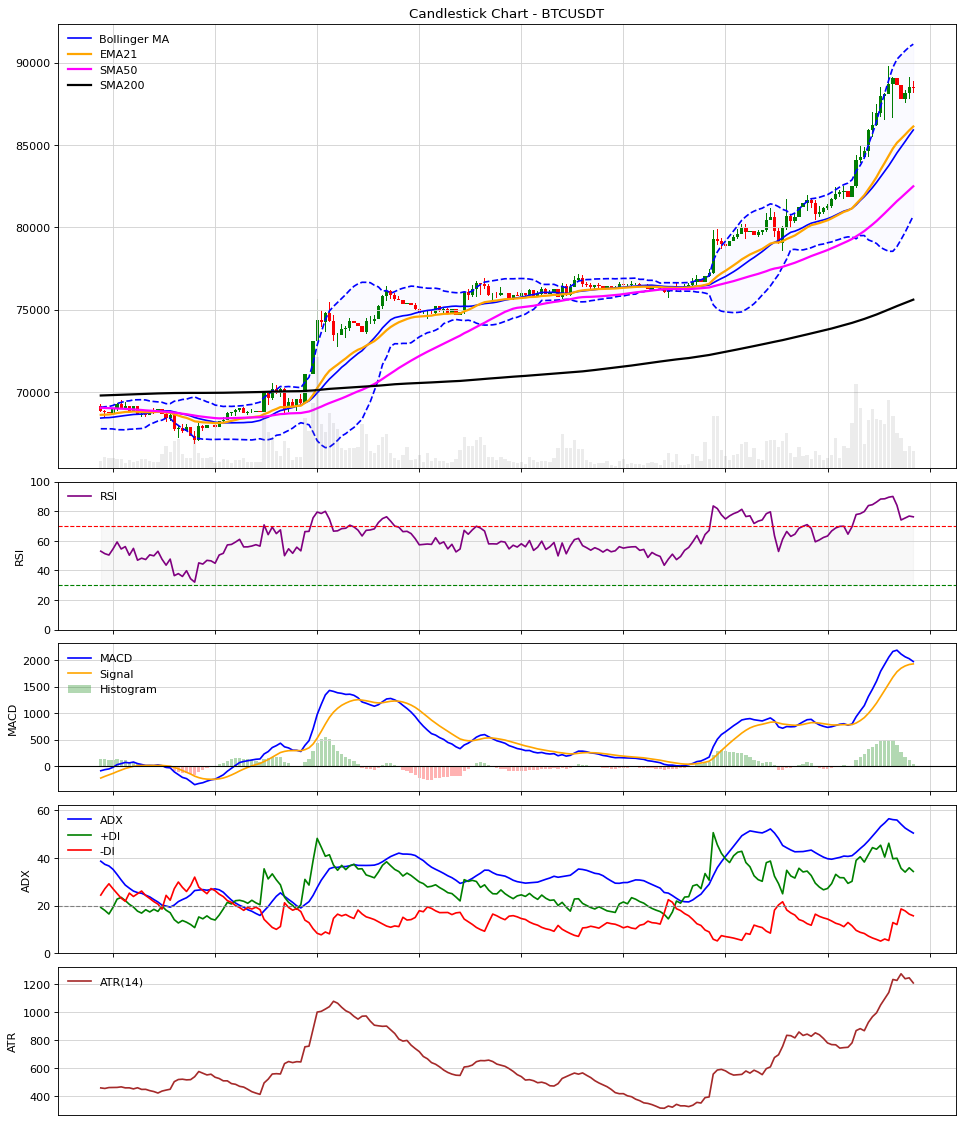 Candlestick Chart - BTCUSDT
Bollinger MA
EMA21
SMA50
SMA200
90000
85000
80000
75000
70000
RSI
100
80
60
40
20
0
RSI
MACD
Signal
Histogram
2000
1500
1000
500
0
MACD
ADX
+DI
-DI
60
40
20
0
ADX
ATR(14)
1200
1000
800
600
400
ATR